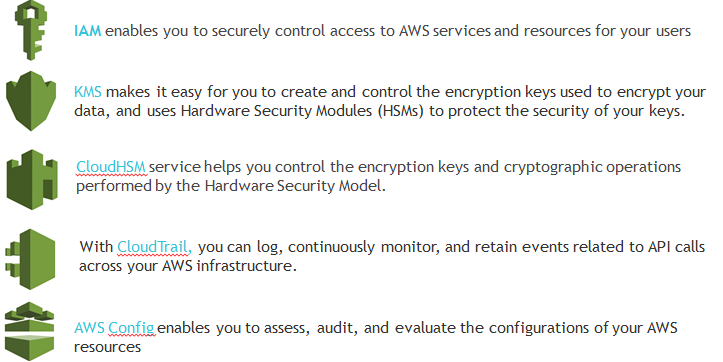 IAM enables you to securely control access to AWS services and resources for your users
KMS makes it easy for you to create and control the encryption keys used to encrypt your
data, and uses Hardware Security Modules (HSMs) to protect the security of your keys.
CloudHSM service helps you control the encryption keys and cryptographic operations
performed by the Hardware Security Model.
With CloudTrail, you can log, continuously monitor, and retain events related to API calls
across your AWS infrastructure.
AWS Config enables you to assess, audit, and evaluate the configurations of your AWS
resources